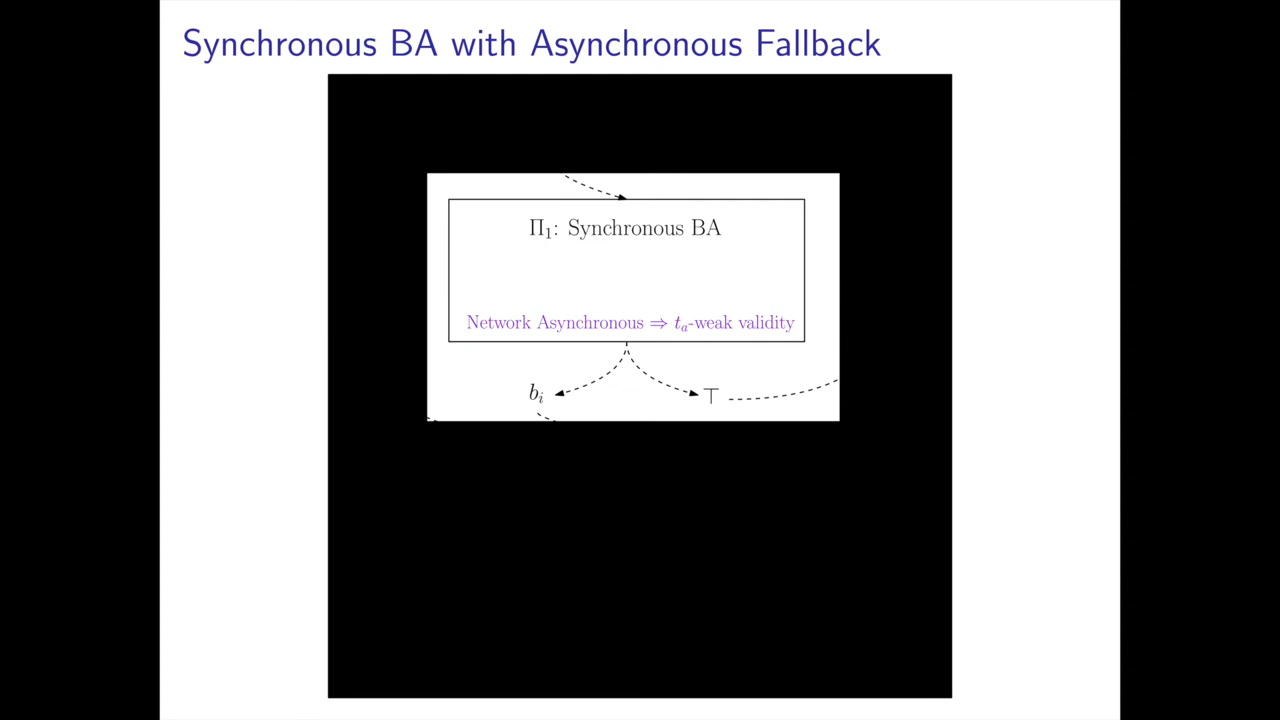 Synchronous BA with Asynchronous Fallback
Π₁: Synchronous BA
Network Asynchronous ⇒ tₐ-weak validity
bᵢ ⊤